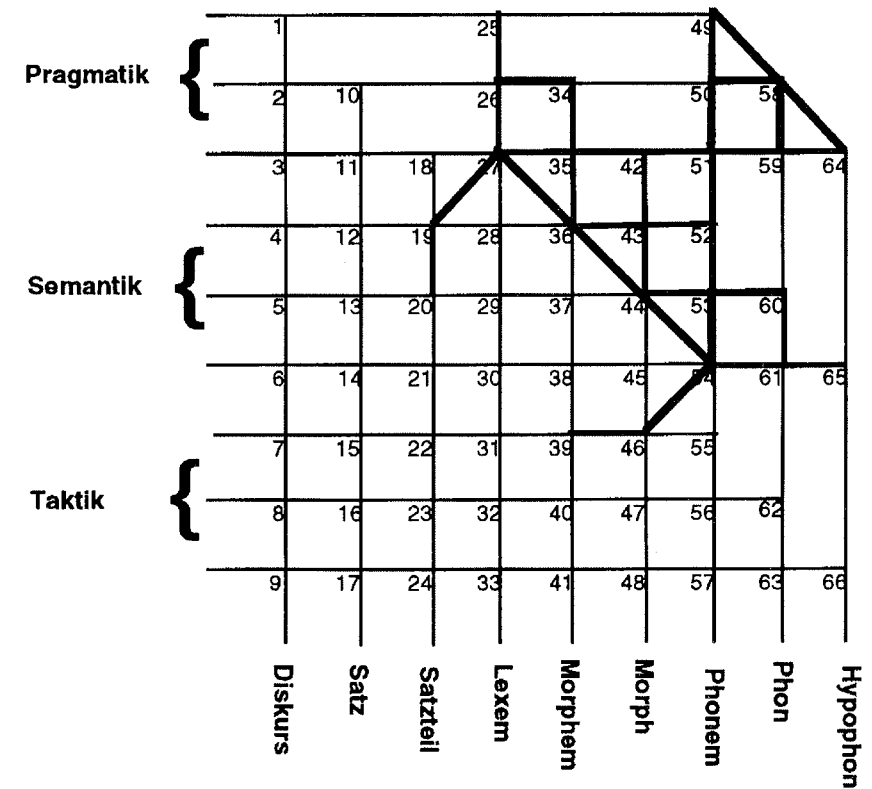 1 25 49
Pragmatik {
2 10 26 34 50 58
3 11 18 27 35 42 51 59 64
4 12 19 28 36 43 52
Semantik {
5 13 20 29 37 44 53 60
6 14 21 30 38 45 54 61 65
7 15 22 31 39 46 55
Taktik {
8 16 23 32 40 47 56 62
9 17 24 33 41 48 57 63 66
Diskurs
Satz
Satzteil
Lexem
Morphem
Morph
Phonem
Phon
Hypophon